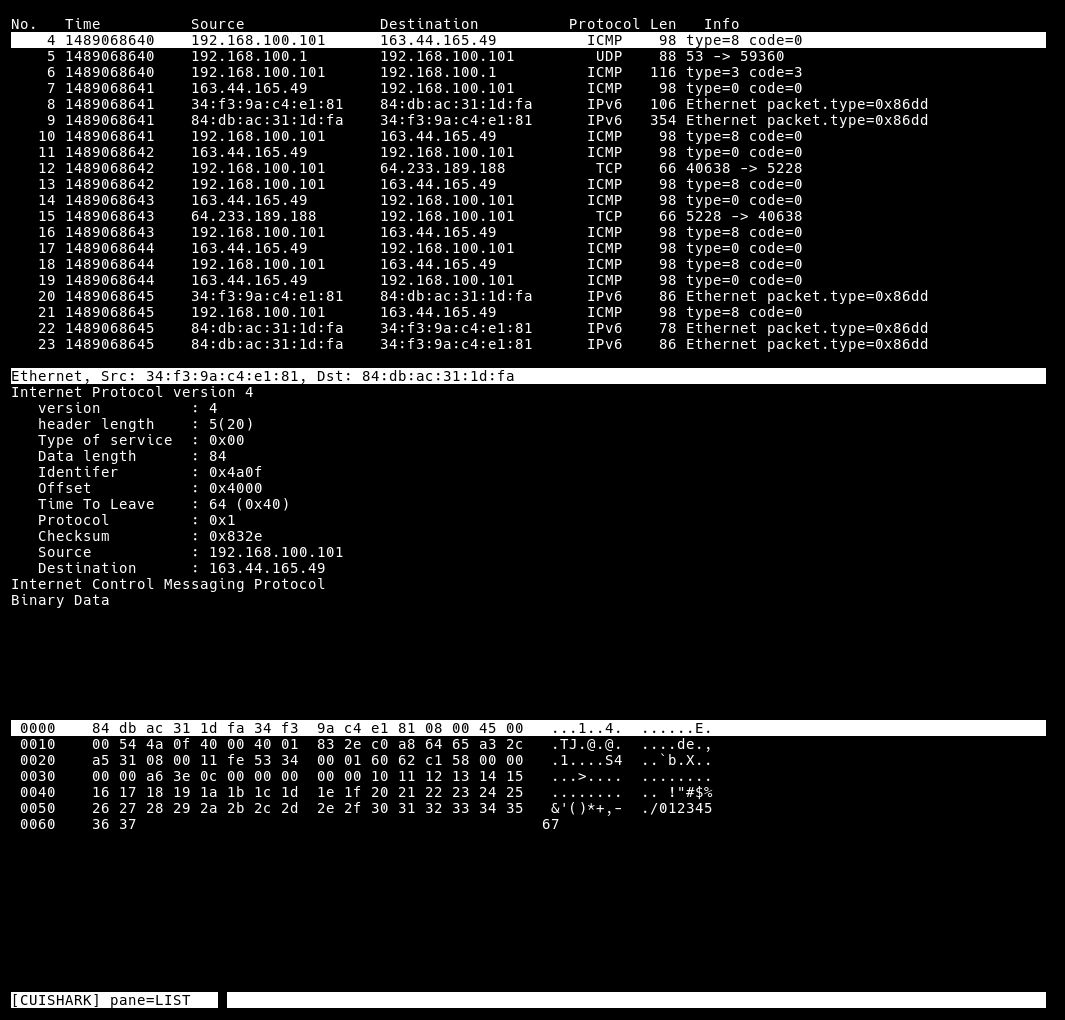 No.   Time          Source               Destination          Protocol Len   Info
    4 1489068640    192.168.100.101      163.44.165.49          ICMP    98 type=8 code=0
    5 1489068640    192.168.100.1        192.168.100.101         UDP    88 53 -> 59360
    6 1489068640    192.168.100.101      192.168.100.1          ICMP   116 type=3 code=3
    7 1489068641    163.44.165.49        192.168.100.101        ICMP    98 type=0 code=0
    8 1489068641    34:f3:9a:c4:e1:81    84:db:ac:31:1d:fa      IPv6   106 Ethernet packet.type=0x86dd
    9 1489068641    84:db:ac:31:1d:fa    34:f3:9a:c4:e1:81      IPv6   354 Ethernet packet.type=0x86dd
   10 1489068641    192.168.100.101      163.44.165.49          ICMP    98 type=8 code=0
   11 1489068642    163.44.165.49        192.168.100.101        ICMP    98 type=0 code=0
   12 1489068642    192.168.100.101      64.233.189.188          TCP    66 40638 -> 5228
   13 1489068642    192.168.100.101      163.44.165.49          ICMP    98 type=8 code=0
   14 1489068643    163.44.165.49        192.168.100.101        ICMP    98 type=0 code=0
   15 1489068643    64.233.189.188       192.168.100.101         TCP    66 5228 -> 40638
   16 1489068643    192.168.100.101      163.44.165.49          ICMP    98 type=8 code=0
   17 1489068644    163.44.165.49        192.168.100.101        ICMP    98 type=0 code=0
   18 1489068644    192.168.100.101      163.44.165.49          ICMP    98 type=8 code=0
   19 1489068644    163.44.165.49        192.168.100.101        ICMP    98 type=0 code=0
   20 1489068645    34:f3:9a:c4:e1:81    84:db:ac:31:1d:fa      IPv6    86 Ethernet packet.type=0x86dd
   21 1489068645    192.168.100.101      163.44.165.49          ICMP    98 type=8 code=0
   22 1489068645    84:db:ac:31:1d:fa    34:f3:9a:c4:e1:81      IPv6    78 Ethernet packet.type=0x86dd
   23 1489068645    84:db:ac:31:1d:fa    34:f3:9a:c4:e1:81      IPv6    86 Ethernet packet.type=0x86dd
Ethernet, Src: 34:f3:9a:c4:e1:81, Dst: 84:db:ac:31:1d:fa
Internet Protocol version 4
   version          : 4
   header length    : 5(20)
   Type of service  : 0x00
   Data length      : 84
   Identifer        : 0x4a0f
   Offset           : 0x4000
   Time To Leave    : 64 (0x40)
   Protocol         : 0x1
   Checksum         : 0x832e
   Source           : 192.168.100.101
   Destination      : 163.44.165.49
Internet Control Messaging Protocol
Binary Data
 0000    84 db ac 31 1d fa 34 f3  9a c4 e1 81 08 00 45 00   ...1..4.  ......E.
 0010    00 54 4a 0f 40 00 40 01  83 2e c0 a8 64 65 a3 2c   .TJ.@.@.  ....de.,
 0020    a5 31 08 00 11 fe 53 34  00 01 60 62 c1 58 00 00   .1....S4  ..`b.X..
 0030    00 00 a6 3e 0c 00 00 00  00 00 10 11 12 13 14 15   ...>....  ........
 0040    16 17 18 19 1a 1b 1c 1d  1e 1f 20 21 22 23 24 25   ........  .. !"#$%
 0050    26 27 28 29 2a 2b 2c 2d  2e 2f 30 31 32 33 34 35   &'()*+,-  ./012345
 0060    36 37                                             67
[CUISHARK] pane=LIST